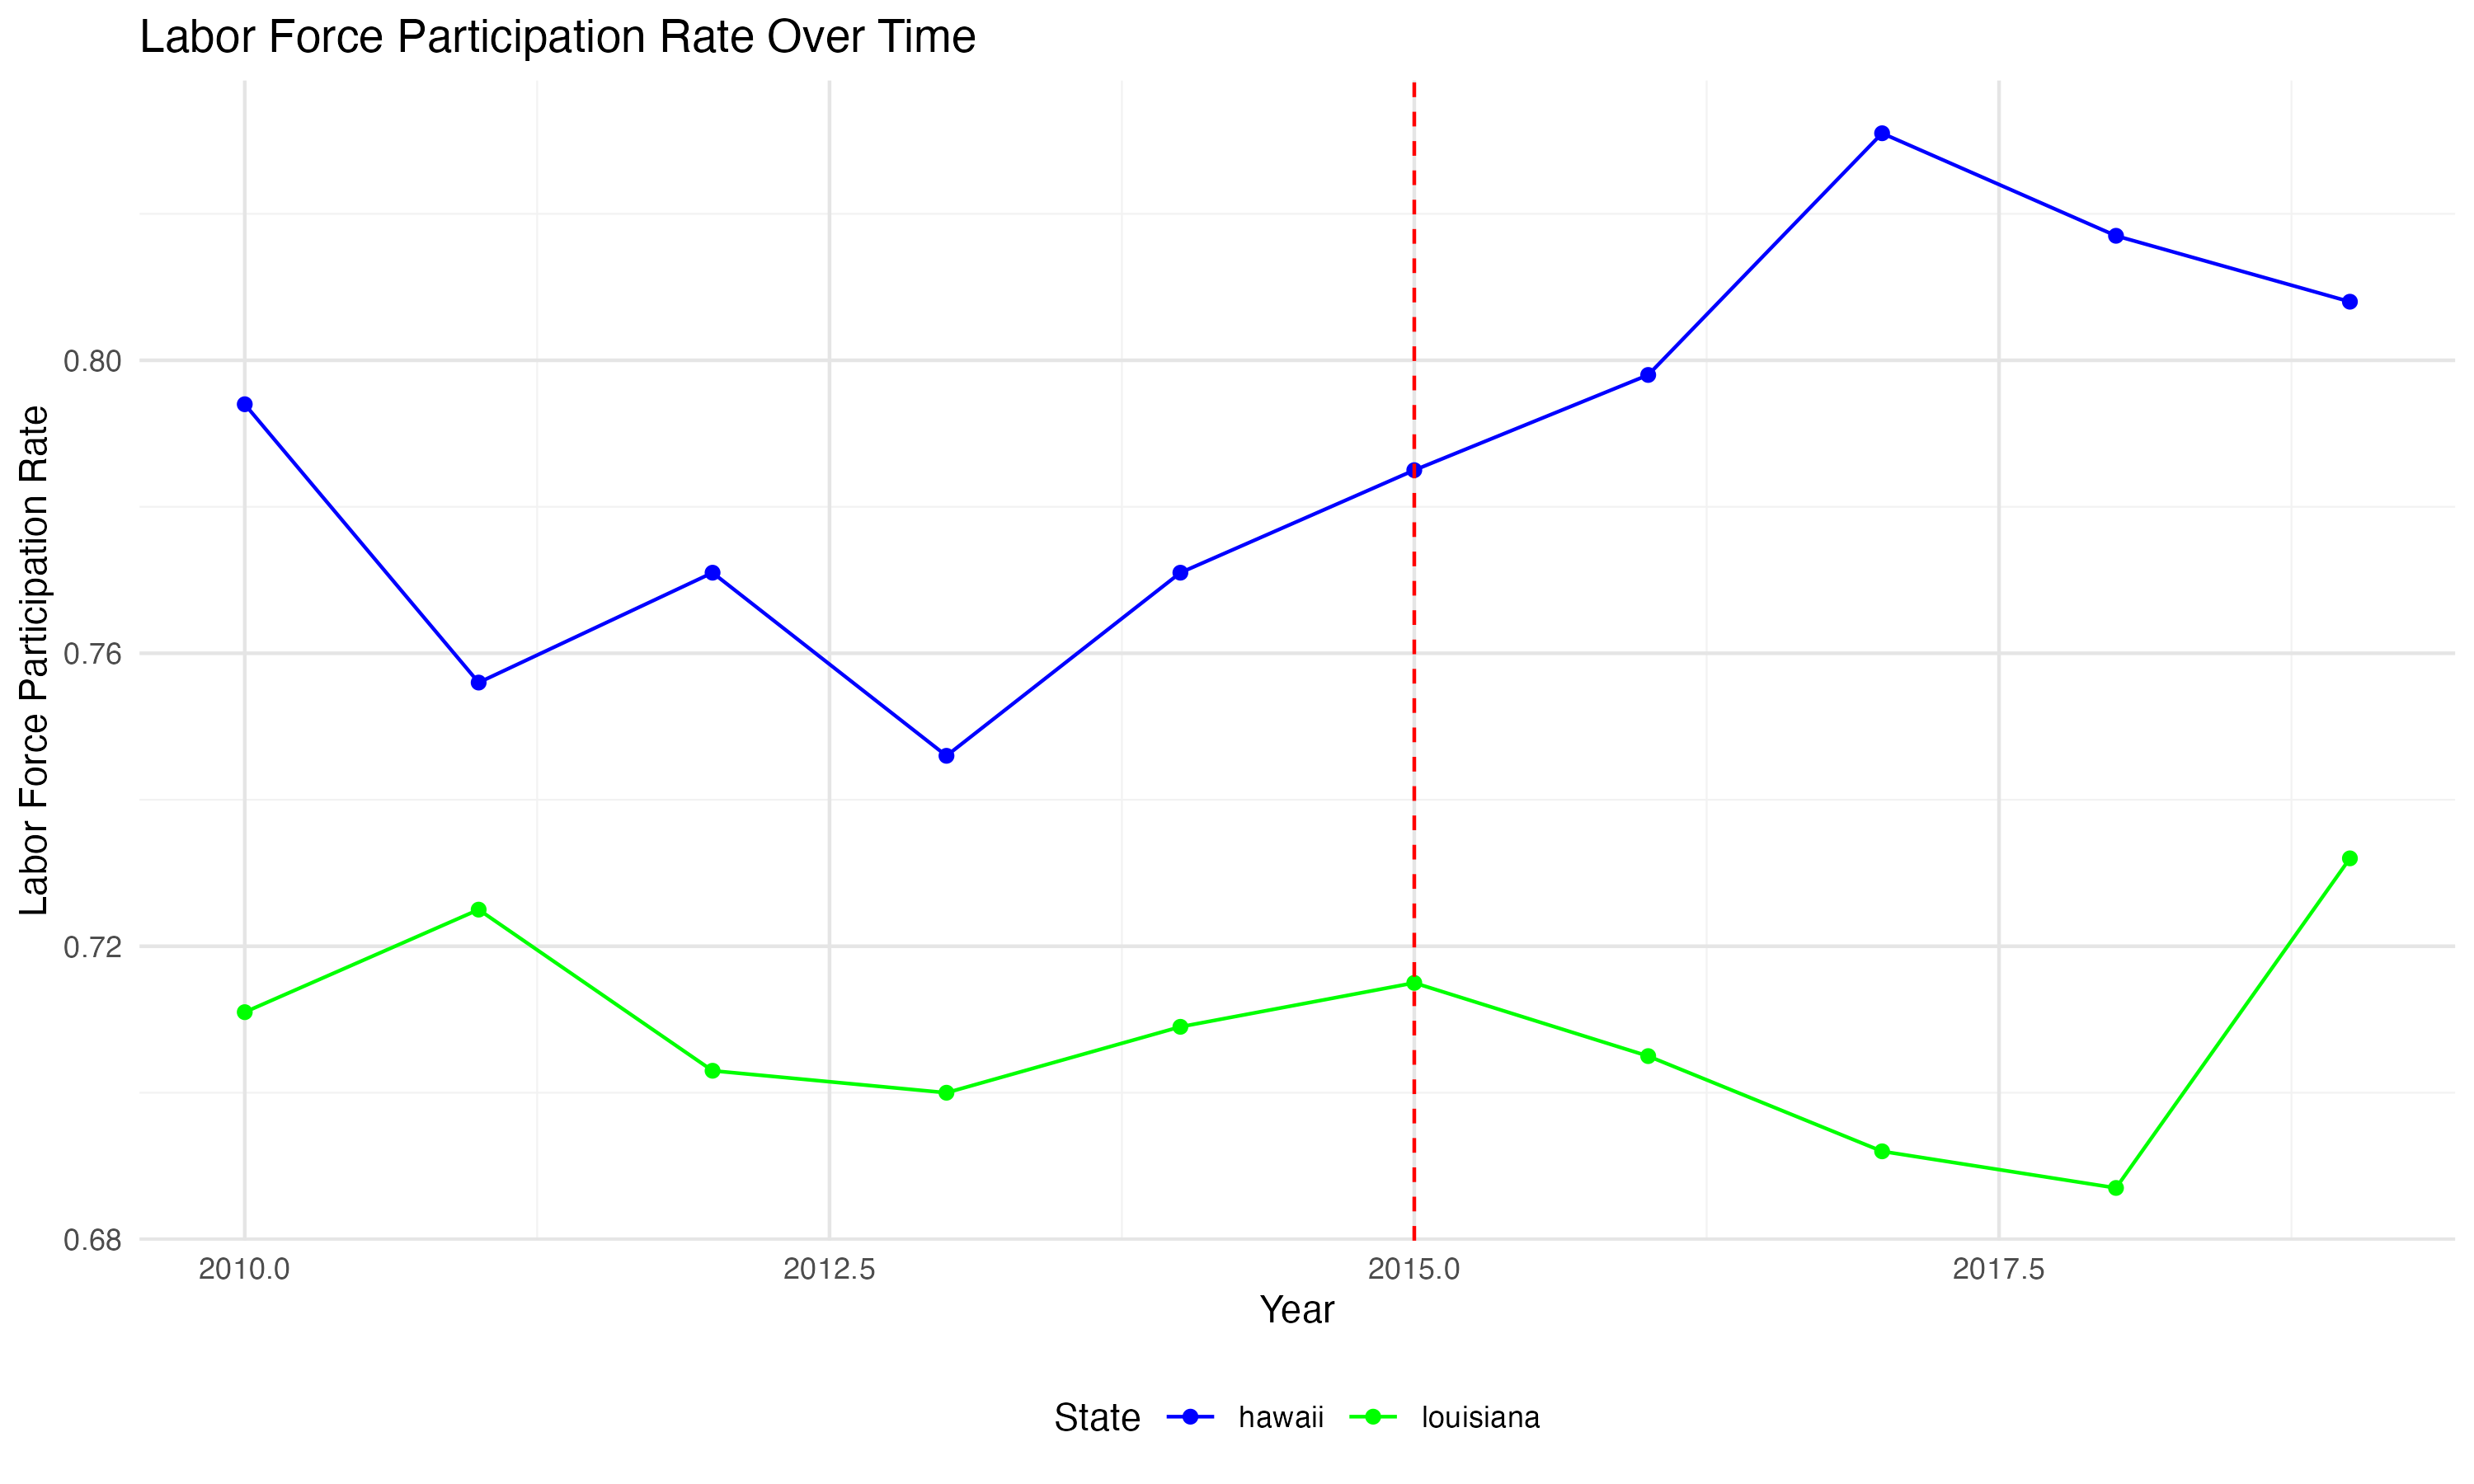 Labor Force Participation Rate Over Time
Labor Force Participation Rate
0.80
0.76
0.72
0.68
2010.0 2012.5 2015.0 2017.5
Year
State hawaii louisiana